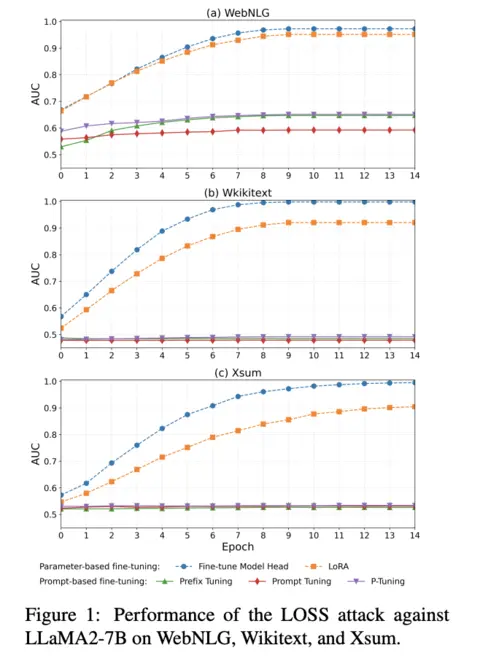 (a) WebNLG
1.0
0.9
0.8
0.7
0.6
0.5
AUC
0 1 2 3 4 5 6 7 8 9 10 11 12 13 14
(b) Wkikitext
1.0
0.9
0.8
0.7
0.6
0.5
AUC
0 1 2 3 4 5 6 7 8 9 10 11 12 13 14
(c) Xsum
1.0
0.9
0.8
0.7
0.6
0.5
AUC
0 1 2 3 4 5 6 7 8 9 10 11 12 13 14
Epoch
Parameter-based fine-tuning: Fine-tune Model Head LoRA
Prompt-based fine-tuning: Prefix Tuning Prompt Tuning P-Tuning
Figure 1: Performance of the LOSS attack against
LLaMA2-7B on WebNLG, Wikitext, and Xsum.